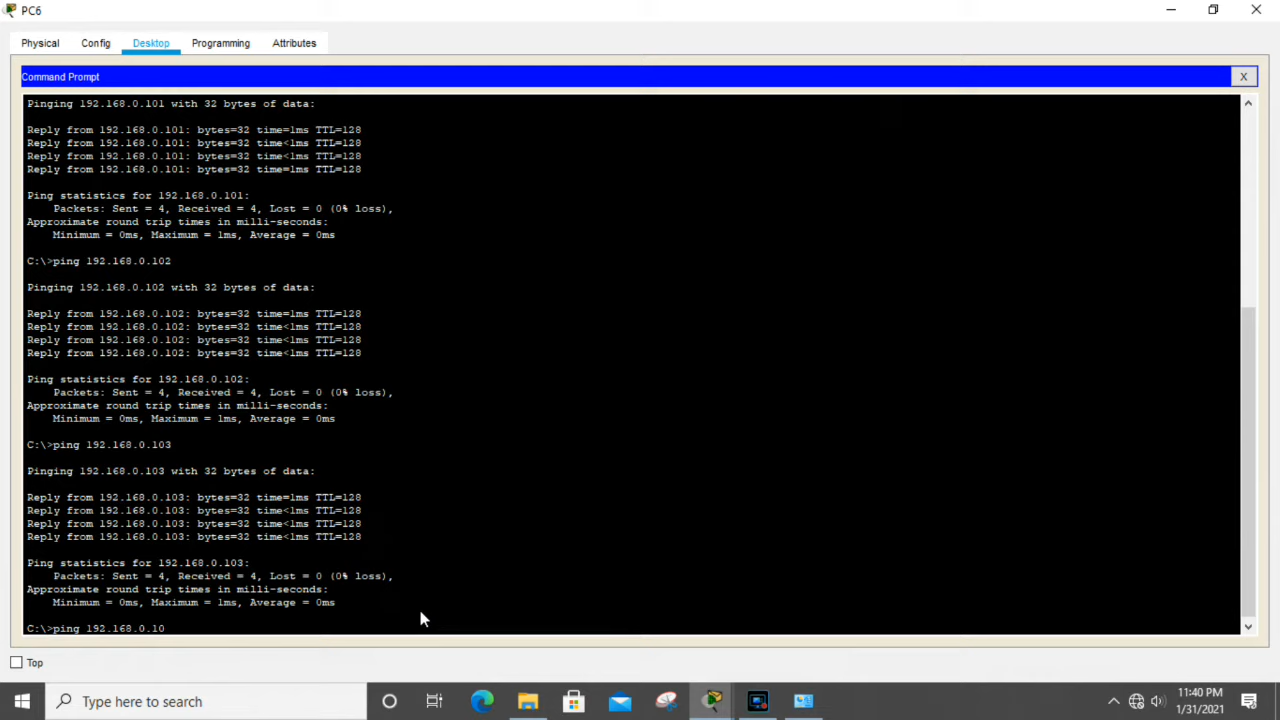 PC6
Physical Config Desktop Programming Attributes
Command Prompt
X
Pinging 192.168.0.101 with 32 bytes of data:
Reply from 192.168.0.101: bytes=32 time=1ms TTL=128
Reply from 192.168.0.101: bytes=32 time<1ms TTL=128
Reply from 192.168.0.101: bytes=32 time<1ms TTL=128
Reply from 192.168.0.101: bytes=32 time=1ms TTL=128
Ping statistics for 192.168.0.101:
Packets: Sent = 4, Received = 4, Lost = 0 (0% loss),
Approximate round trip times in milli-seconds:
Minimum = 0ms, Maximum = 1ms, Average = 0ms
C:\>ping 192.168.0.102
Pinging 192.168.0.102 with 32 bytes of data:
Reply from 192.168.0.102: bytes=32 time=1ms TTL=128
Reply from 192.168.0.102: bytes=32 time<1ms TTL=128
Reply from 192.168.0.102: bytes=32 time<1ms TTL=128
Reply from 192.168.0.102: bytes=32 time<1ms TTL=128
Ping statistics for 192.168.0.102:
Packets: Sent = 4, Received = 4, Lost = 0 (0% loss),
Approximate round trip times in milli-seconds:
Minimum = 0ms, Maximum = 1ms, Average = 0ms
C:\>ping 192.168.0.103
Pinging 192.168.0.103 with 32 bytes of data:
Reply from 192.168.0.103: bytes=32 time=1ms TTL=128
Reply from 192.168.0.103: bytes=32 time<1ms TTL=128
Reply from 192.168.0.103: bytes=32 time<1ms TTL=128
Reply from 192.168.0.103: bytes=32 time<1ms TTL=128
Ping statistics for 192.168.0.103:
Packets: Sent = 4, Received = 4, Lost = 0 (0% loss),
Approximate round trip times in milli-seconds:
Minimum = 0ms, Maximum = 1ms, Average = 0ms
C:\>ping 192.168.0.10
Top
Type here to search
11:40 PM
1/31/2021